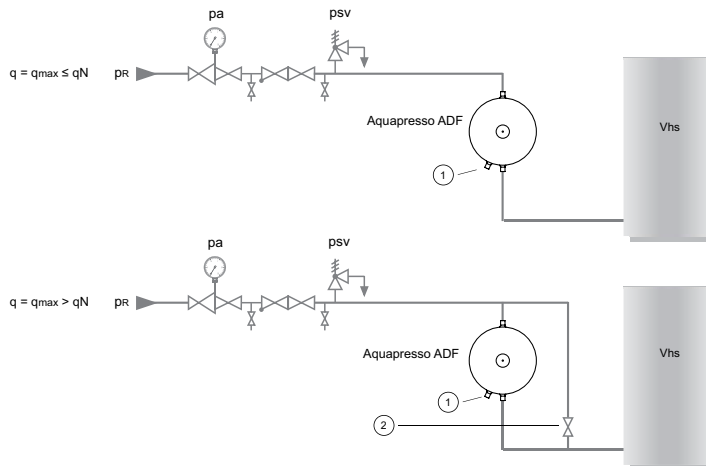 pa psv
q = qmax ≤ qN pR
Aquapresso ADF
Vhs
1
pa psv
q = qmax > qN pR
Aquapresso ADF
Vhs
1
2